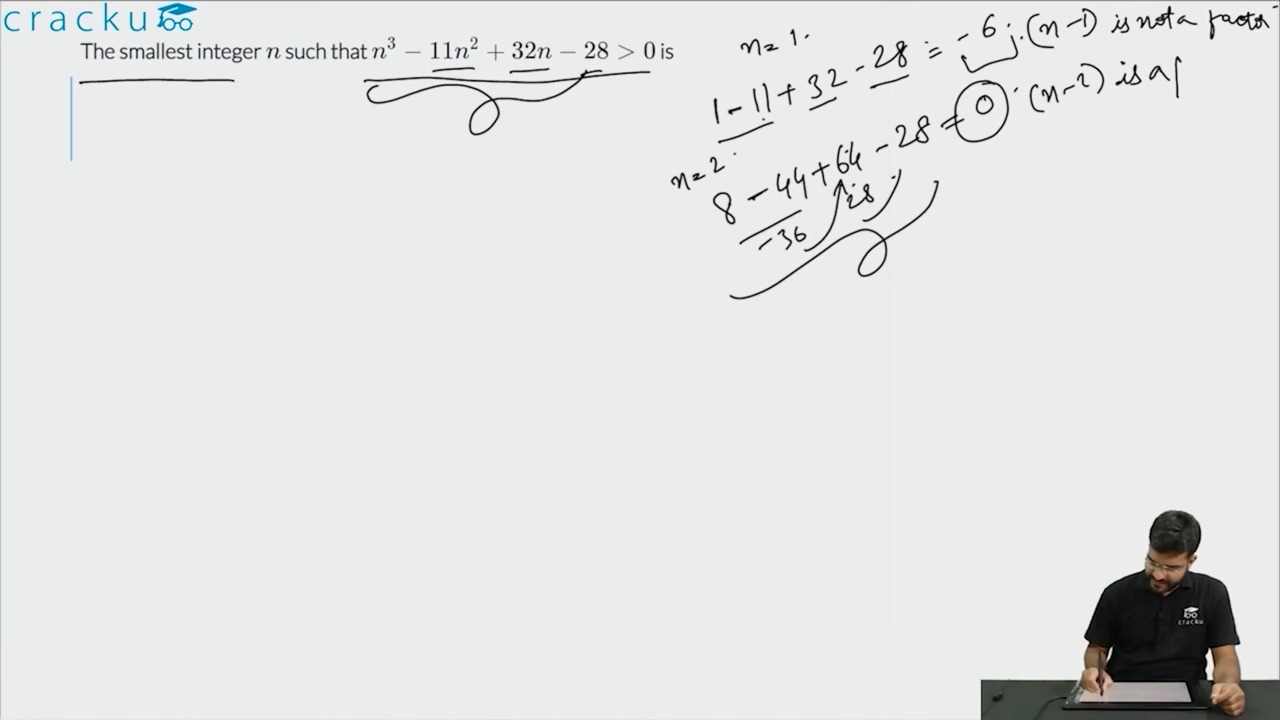 cracku
The smallest integer n such that n³ − 11n² + 32n − 28 > 0 is
n=1.
1 - 11 + 32 - 28 = -6 ; (n-1) is not a factor
n=2.
8 - 44 + 64 - 28 = 0 . (n-2) is a f
-36
28
cracku